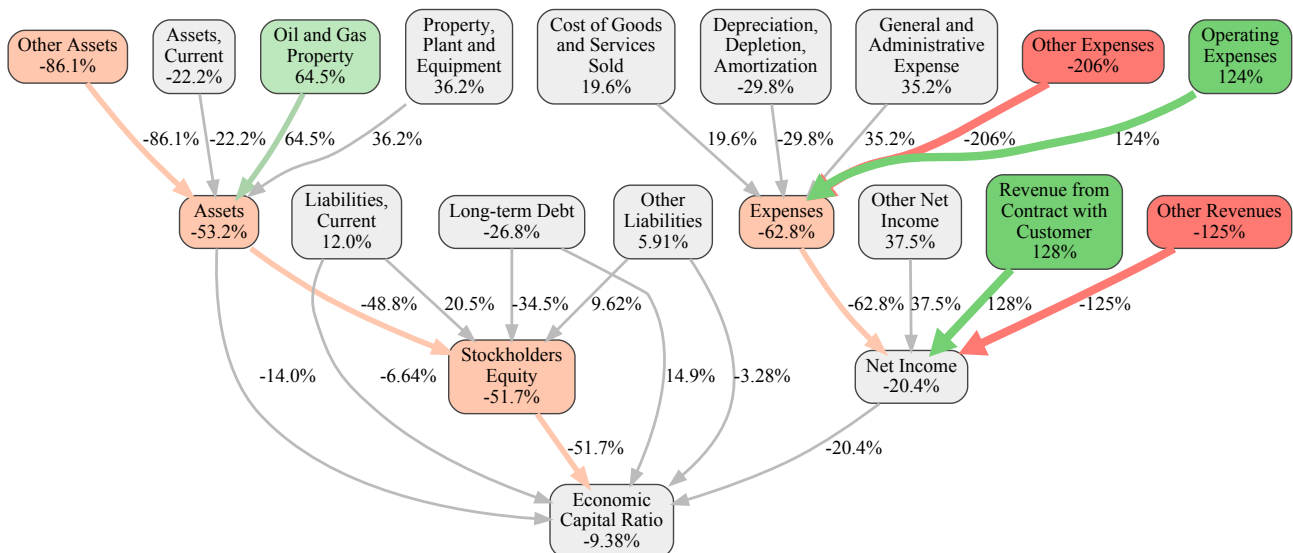 Other Assets
-86.1%
Assets,
Current
-22.2%
Oil and Gas
Property
64.5%
Property,
Plant and
Equipment
36.2%
Cost of Goods
and Services
Sold
19.6%
Depreciation,
Depletion,
Amortization
-29.8%
General and
Administrative
Expense
35.2%
Other Expenses
-206%
Operating
Expenses
124%
-86.1%
-22.2%
64.5%
36.2%
19.6%
-29.8%
35.2%
-206%
124%
Assets
-53.2%
Liabilities,
Current
12.0%
Long-term Debt
-26.8%
Other
Liabilities
5.91%
Expenses
-62.8%
Other Net
Income
37.5%
Revenue from
Contract with
Customer
128%
Other Revenues
-125%
-48.8%
20.5%
-34.5%
9.62%
-62.8%
37.5%
128%
-125%
-14.0%
-6.64%
Stockholders
Equity
-51.7%
14.9%
-3.28%
Net Income
-20.4%
-51.7%
-20.4%
Economic
Capital Ratio
-9.38%